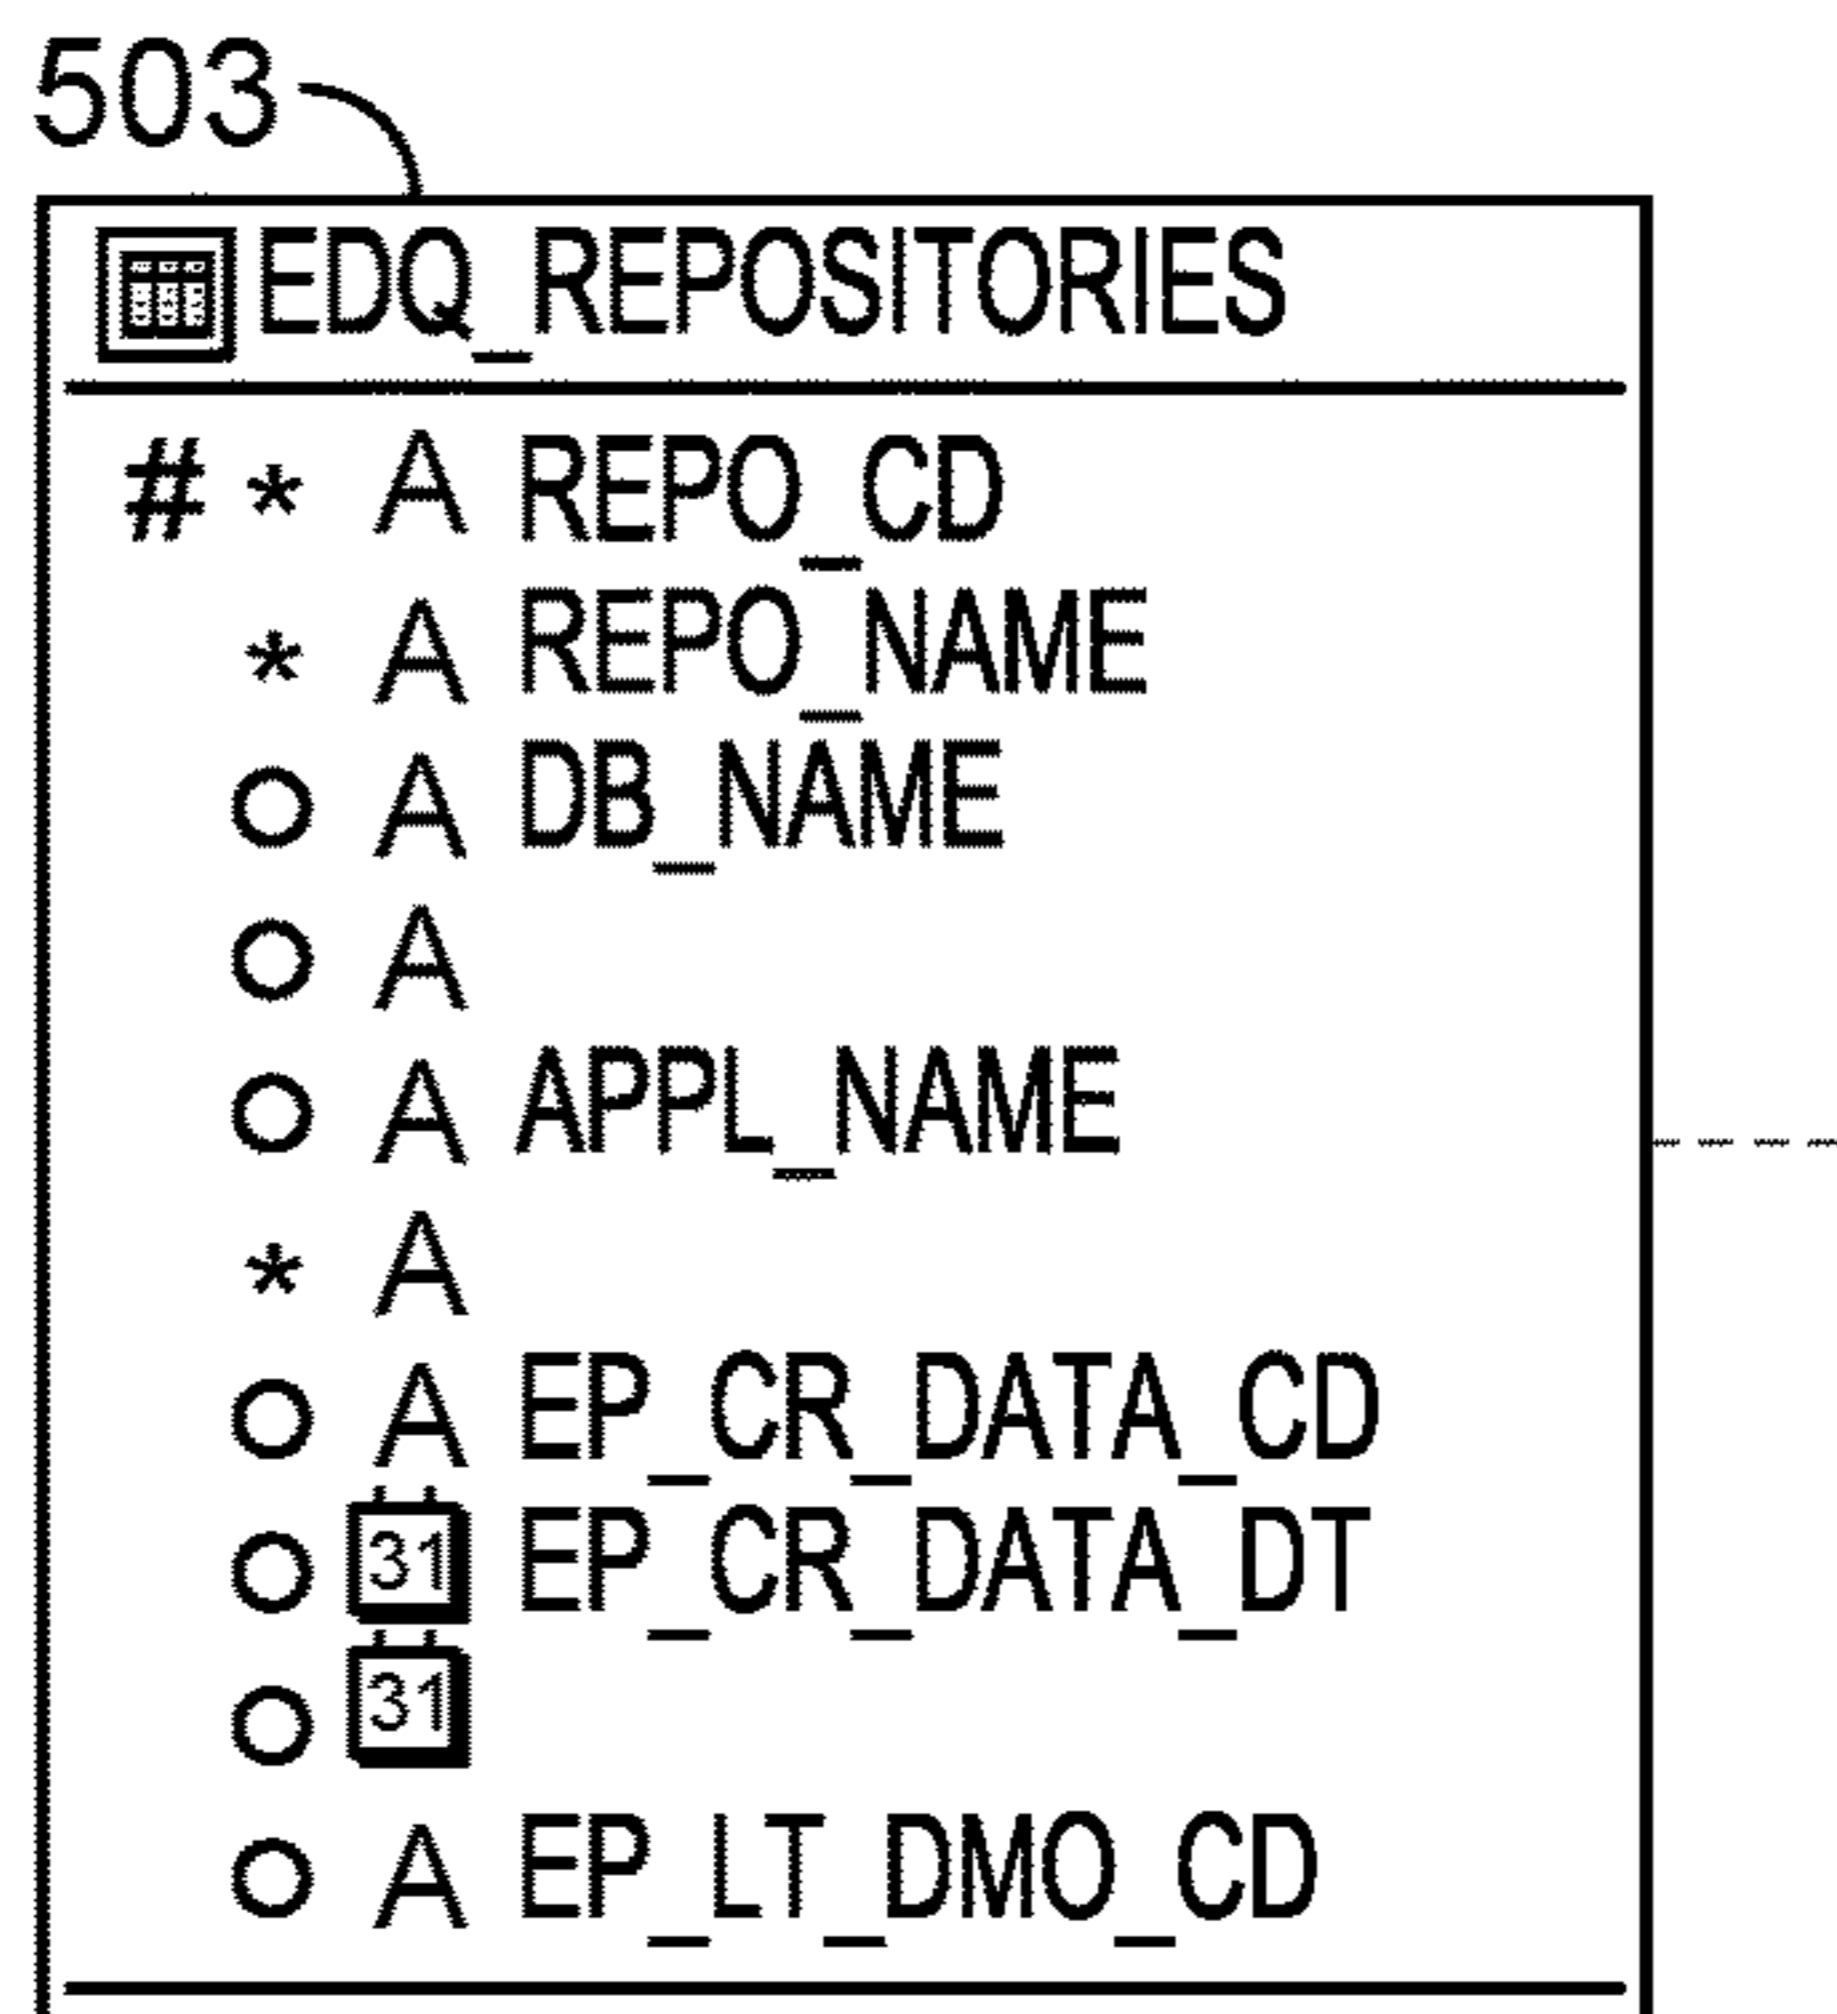 503
EDQ_REPOSITORIES
# * A REPO_CD
* A REPO_NAME
O A DB_NAME
O A
O A APPL_NAME
* A
O A EP_CR_DATA_CD
O 31 EP_CR_DATA_DT
O 31
O A EP_LT_DMO_CD